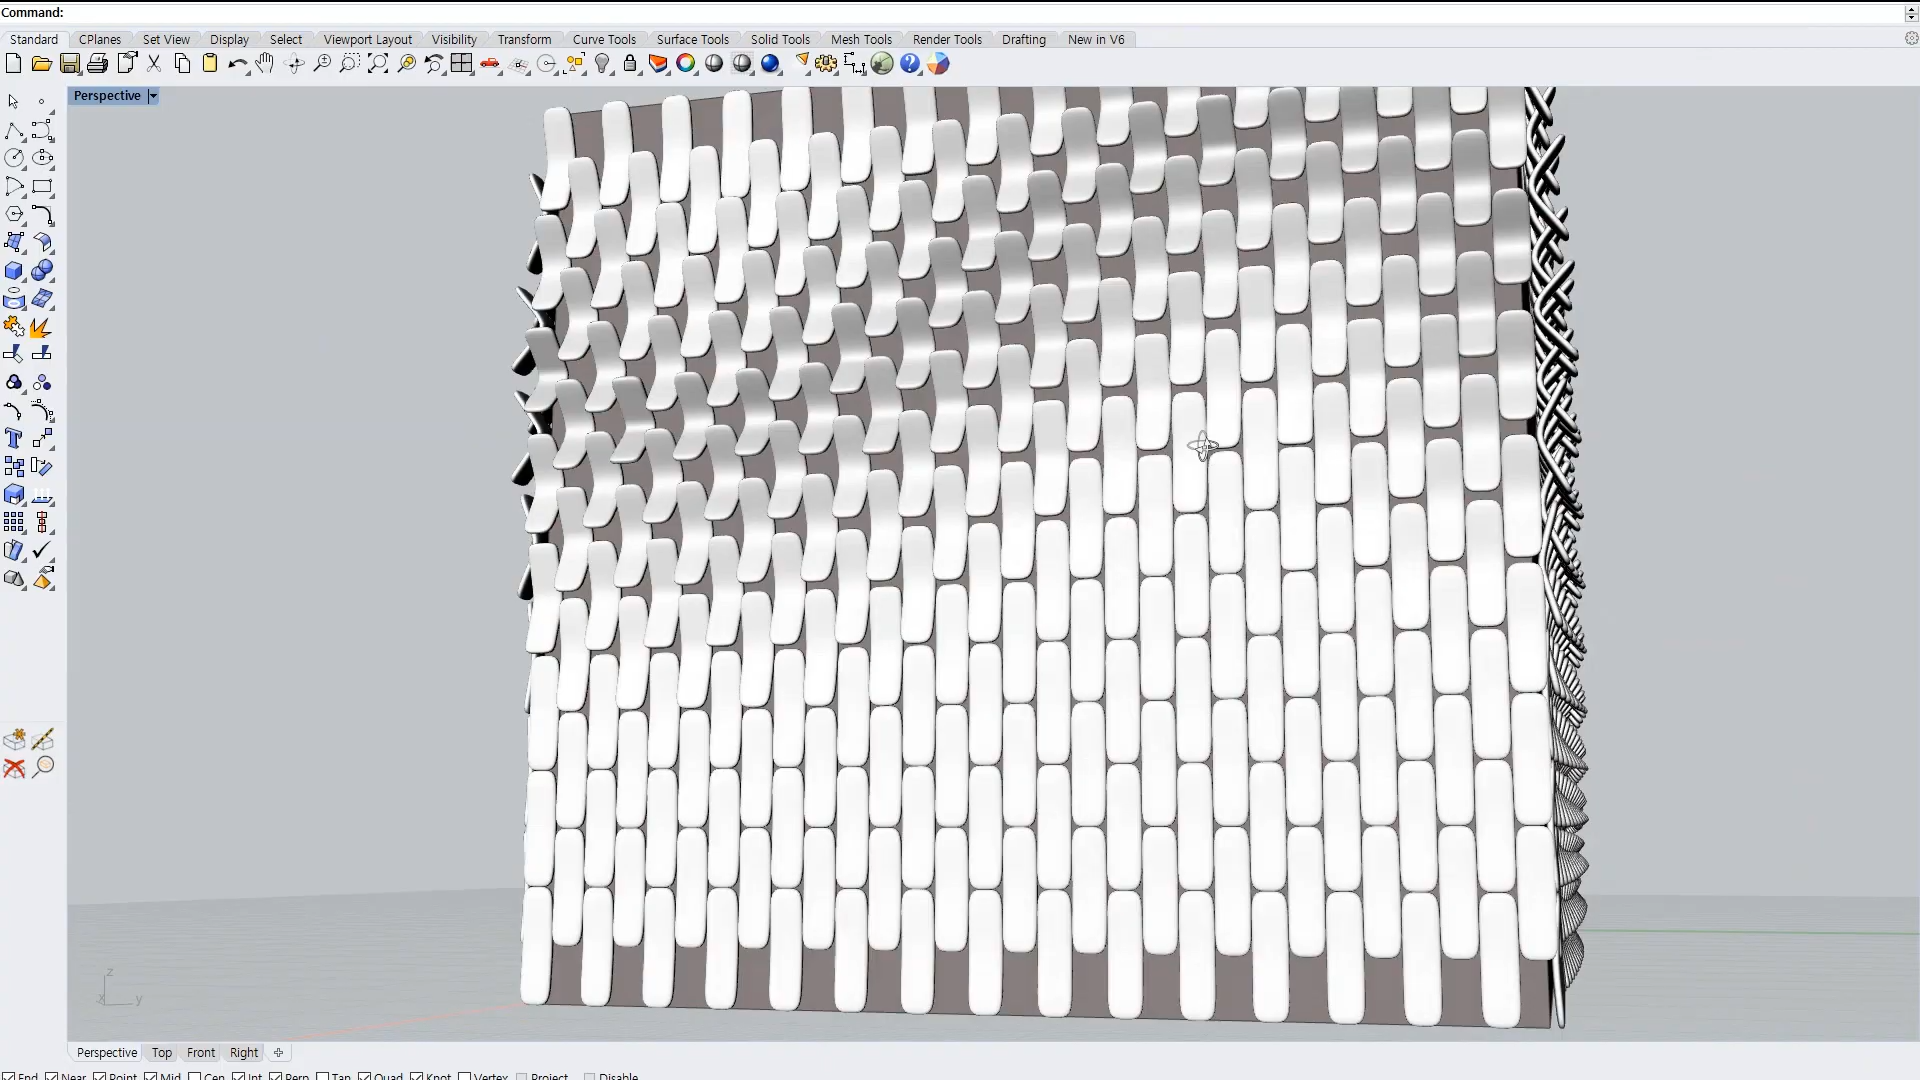 Command:
Standard CPlanes Set View Display Select Viewport Layout Visibility Transform Curve Tools Surface Tools Solid Tools Mesh Tools Render Tools Drafting New in V6
Perspective
z
x y
Perspective Top Front Right
End Near Point Mid Cen Int Perp Tan Quad Knot Vertex Project Disable